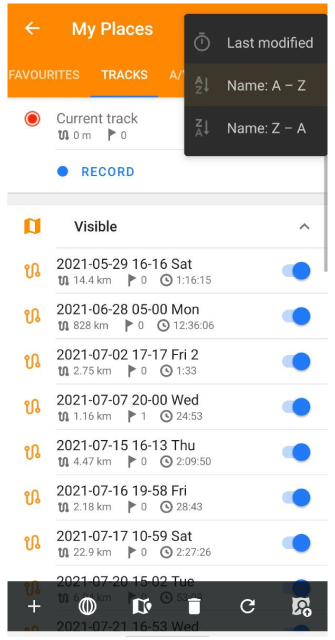 My Places
Last modified
Name: A – Z
Name: Z – A
FAVOURITES TRACKS A/
Current track
0 m 0
RECORD
Visible
2021-05-29 16-16 Sat
14.4 km 0 1:16:15
2021-06-28 05-00 Mon
828 km 0 12:36:06
2021-07-02 17-17 Fri 2
2.75 km 0 1:33
2021-07-07 20-00 Wed
1.16 km 1 24:53
2021-07-15 16-13 Thu
4.47 km 0 2:09:50
2021-07-16 19-58 Fri
2.18 km 0 28:43
2021-07-17 10-59 Sat
22.9 km 0 2:27:26
2021-07-20 15-02 Tue
km 0
2021-07-21 16-53 Wed